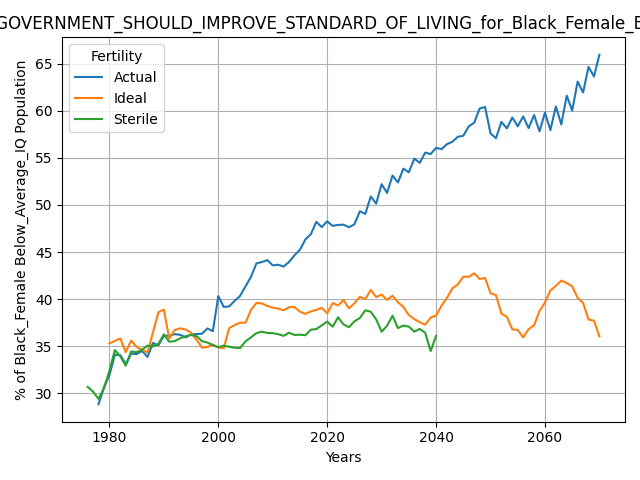 GOVERNMENT_SHOULD_IMPROVE_STANDARD_OF_LIVING_for_Black_Female_B
Fertility
Actual
Ideal
Sterile
% of Black_Female Below_Average_IQ Population
65
60
55
50
45
40
35
30
1980
2000
2020
2040
2060
Years